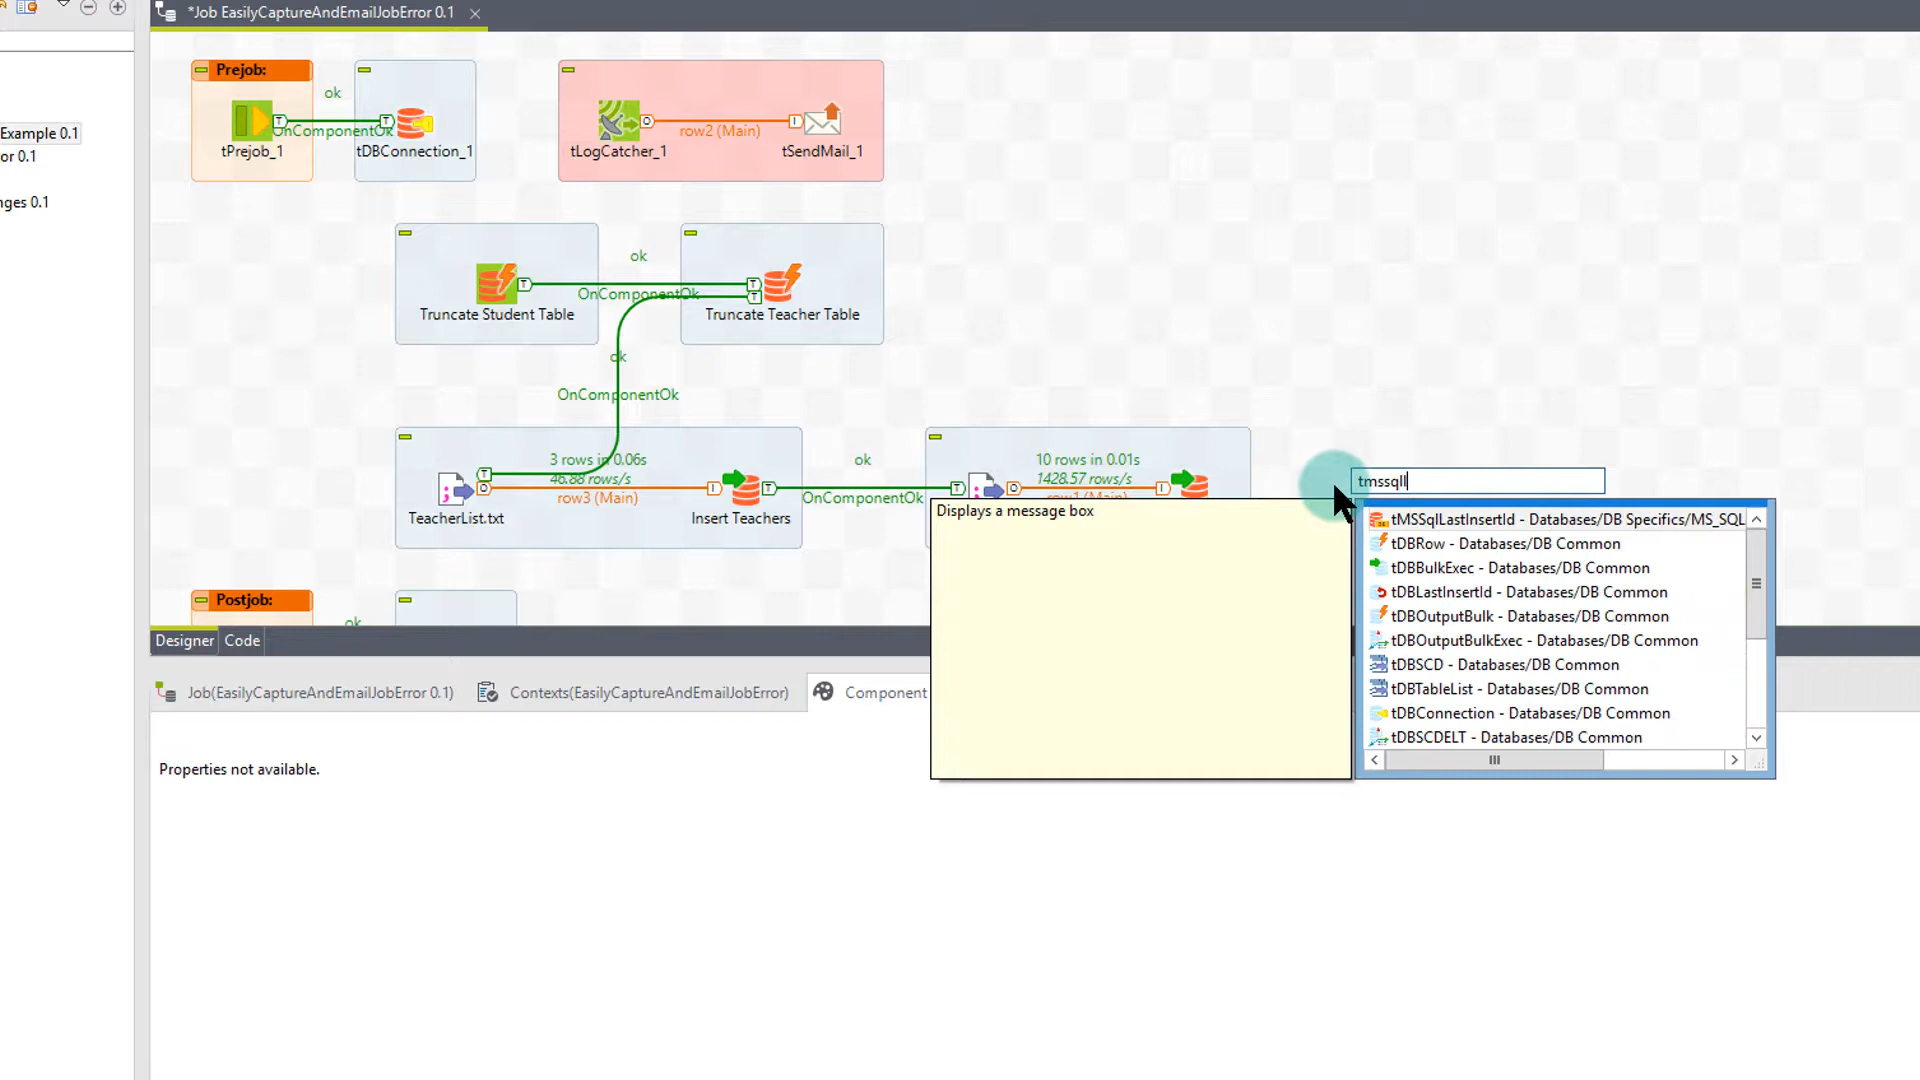 *Job EasilyCaptureAndEmailJobError 0.1
Example 0.1
or 0.1
nges 0.1
Prejob:
ok
OnComponentOk
tPrejob_1
tDBConnection_1
row2 (Main)
tLogCatcher_1
tSendMail_1
ok
OnComponentOk
Truncate Student Table
Truncate Teacher Table
ok
OnComponentOk
3 rows in 0.06s
46.88 rows/s
row3 (Main)
TeacherList.txt
Insert Teachers
ok
OnComponentOk
10 rows in 0.01s
1428.57 rows/s
row1 (Main)
tmssqll
Displays a message box
tMSSqlLastInsertId - Databases/DB Specifics/MS_SQL
tDBRow - Databases/DB Common
tDBBulkExec - Databases/DB Common
tDBLastInsertId - Databases/DB Common
tDBOutputBulk - Databases/DB Common
tDBOutputBulkExec - Databases/DB Common
tDBSCD - Databases/DB Common
tDBTableList - Databases/DB Common
tDBConnection - Databases/DB Common
tDBSCDELT - Databases/DB Common
Postjob:
ok
Designer
Code
Job(EasilyCaptureAndEmailJobError 0.1)
Contexts(EasilyCaptureAndEmailJobError)
Component
Properties not available.